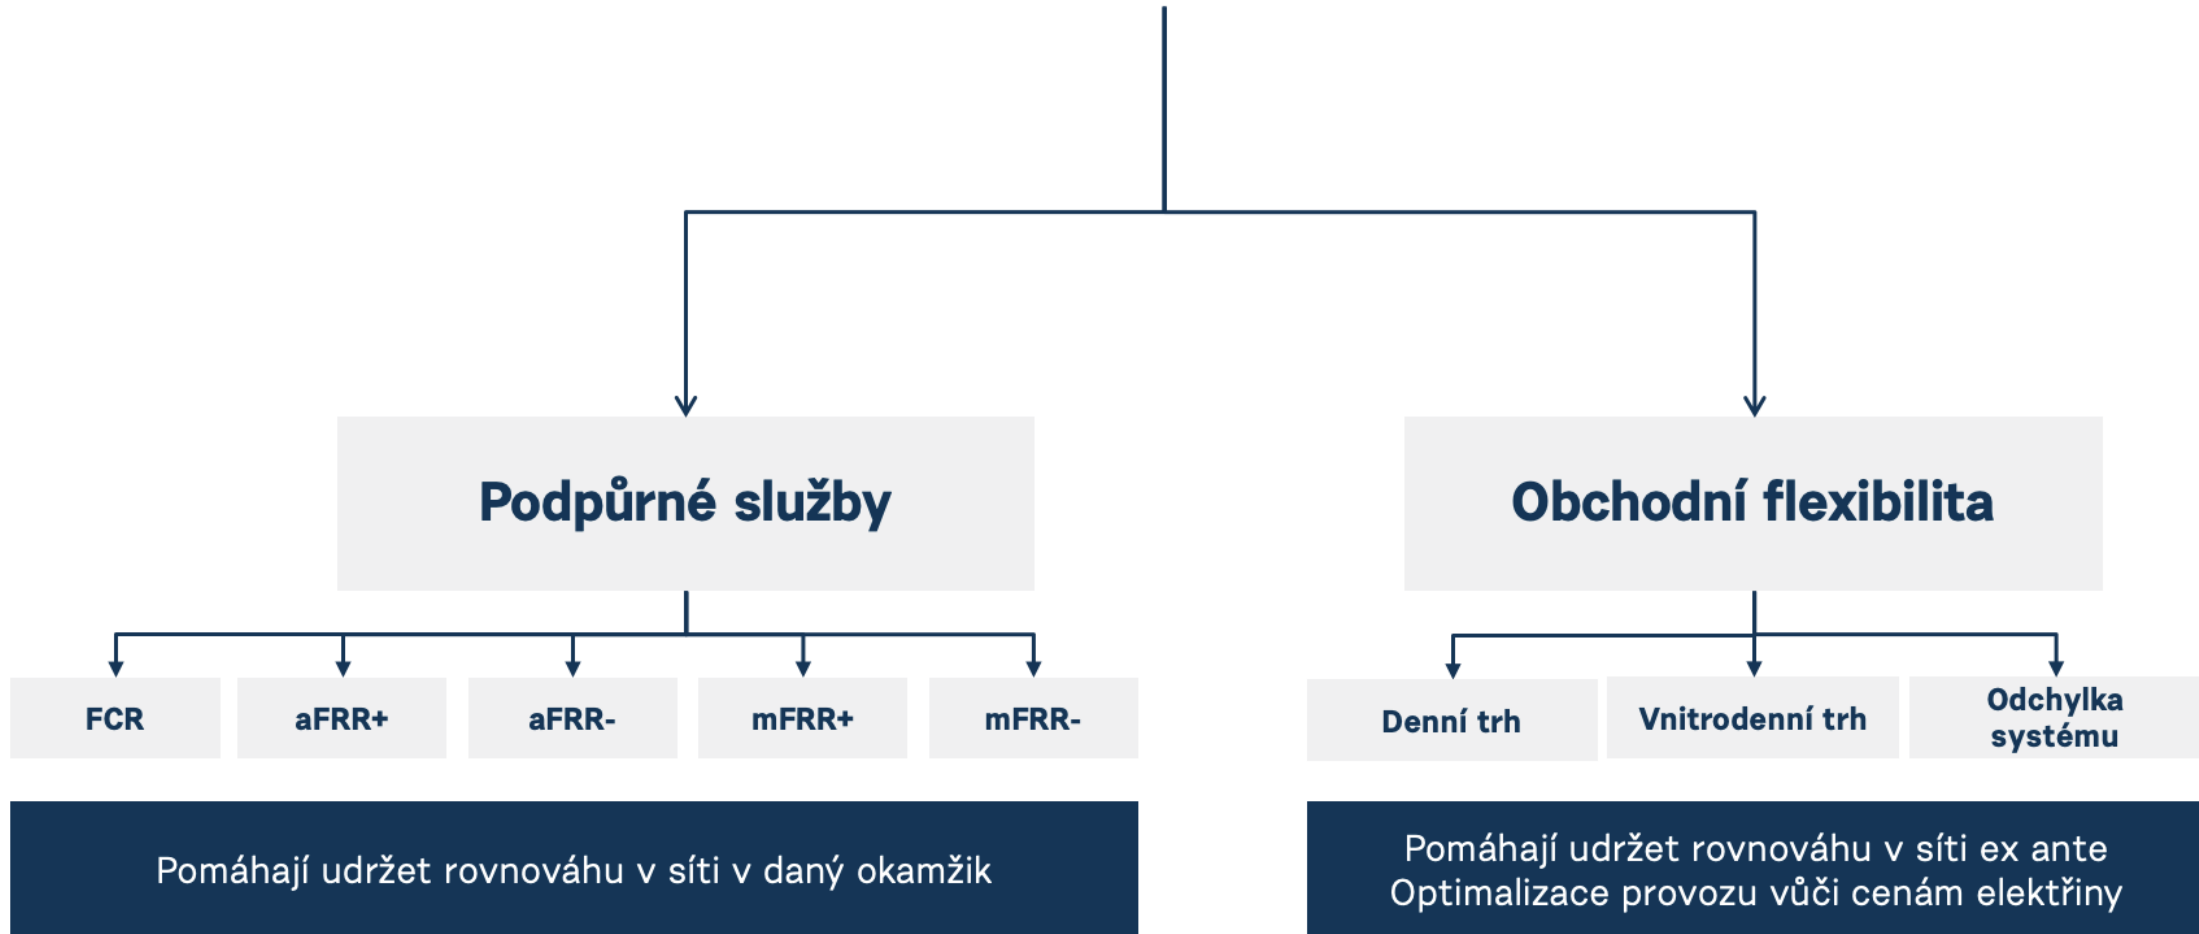 Podpůrné služby
Obchodní flexibilita
FCR
aFRR+
aFRR-
mFRR+
mFRR-
Denní trh
Vnitrodenní trh
Odchylka
systému
Pomáhají udržet rovnováhu v síti v daný okamžik
Pomáhají udržet rovnováhu v síti ex ante
Optimalizace provozu vůči cenám elektřiny